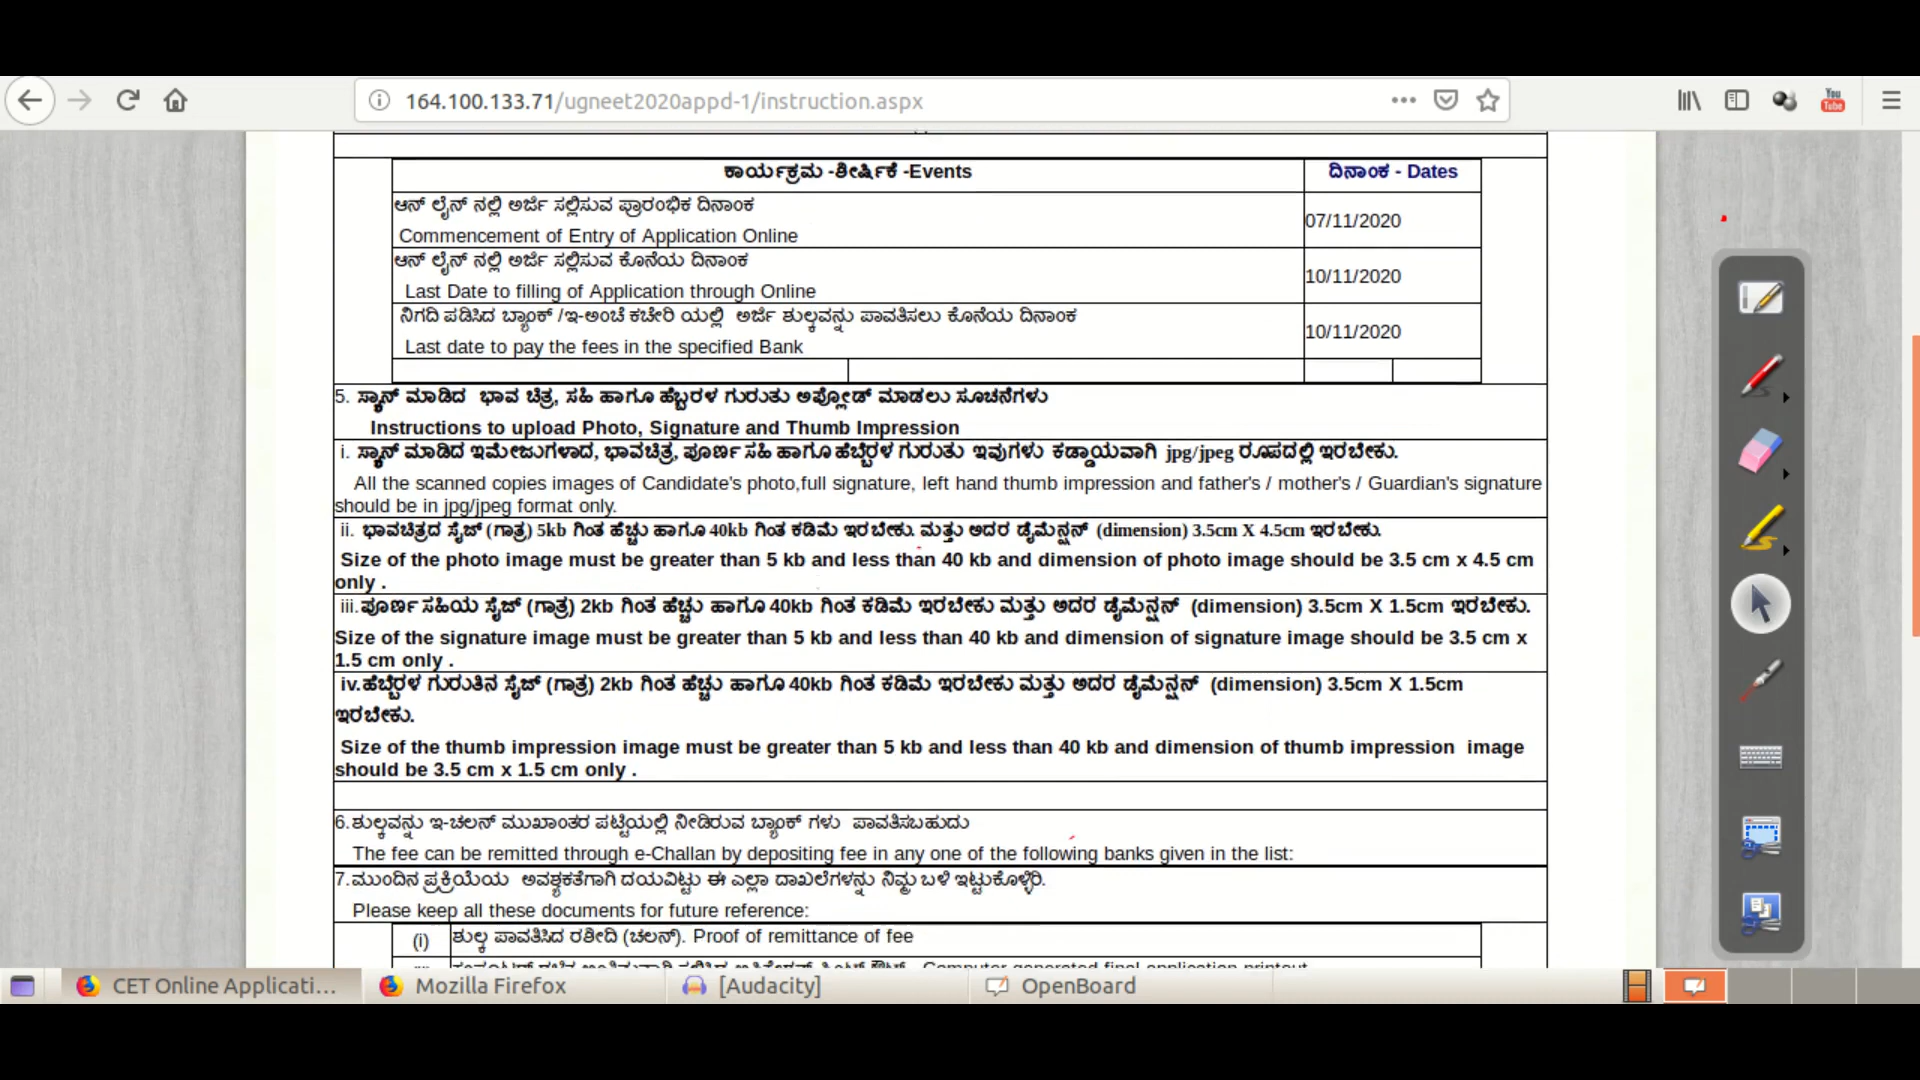 164.100.133.71/ugneet2020appd-1/instruction.aspx
You
Tube
ಕಾರ್ಯಕ್ರಮ -ಶೀರ್ಷಿಕೆ -Events
ದಿನಾಂಕ - Dates
ಆನ್ ಲೈನ್ ನಲ್ಲಿ ಅರ್ಜಿ ಸಲ್ಲಿಸುವ ಪ್ರಾರಂಭಿಕ ದಿನಾಂಕ
Commencement of Entry of Application Online
07/11/2020
ಆನ್ ಲೈನ್ ನಲ್ಲಿ ಅರ್ಜಿ ಸಲ್ಲಿಸುವ ಕೊನೆಯ ದಿನಾಂಕ
Last Date to filling of Application through Online
10/11/2020
ನಿಗದಿ ಪಡಿಸಿದ ಬ್ಯಾಂಕ್ /ಇ-ಅಂಚೆ ಕಚೇರಿ ಯಲ್ಲಿ ಅರ್ಜಿ ಶುಲ್ಕವನ್ನು ಪಾವತಿಸಲು ಕೊನೆಯ ದಿನಾಂಕ
Last date to pay the fees in the specified Bank
10/11/2020
5. ಸ್ಕಾನ್ ಮಾಡಿದ ಭಾವ ಚಿತ್ರ, ಸಹಿ ಹಾಗೂ ಹೆಬ್ಬರಳ ಗುರುತು ಅಪ್ಲೋಡ್ ಮಾಡಲು ಸೂಚನೆಗಳು
Instructions to upload Photo, Signature and Thumb Impression
i. ಸ್ಕಾನ್ ಮಾಡಿದ ಇಮೇಜುಗಳಾದ, ಭಾವಚಿತ್ರ, ಪೂರ್ಣ ಸಹಿ ಹಾಗೂ ಹೆಬ್ಬೆರಳ ಗುರುತು ಇವುಗಳು ಕಡ್ಡಾಯವಾಗಿ jpg/jpeg ರೂಪದಲ್ಲಿ ಇರಬೇಕು.
All the scanned copies images of Candidate's photo,full signature, left hand thumb impression and father's / mother's / Guardian's signature
should be in jpg/jpeg format only.
ii. ಭಾವಚಿತ್ರದ ಸೈಜ್ (ಗಾತ್ರ) 5kb ಗಿಂತ ಹೆಚ್ಚು ಹಾಗೂ 40kb ಗಿಂತ ಕಡಿಮೆ ಇರಬೇಕು. ಮತ್ತು ಅದರ ಡೈಮೆನ್ಷನ್ (dimension) 3.5cm X 4.5cm ಇರಬೇಕು.
Size of the photo image must be greater than 5 kb and less than 40 kb and dimension of photo image should be 3.5 cm x 4.5 cm
only .
iii.ಪೂರ್ಣ ಸಹಿಯ ಸೈಜ್ (ಗಾತ್ರ) 2kb ಗಿಂತ ಹೆಚ್ಚು ಹಾಗೂ 40kb ಗಿಂತ ಕಡಿಮೆ ಇರಬೇಕು ಮತ್ತು ಅದರ ಡೈಮೆನ್ಷನ್ (dimension) 3.5cm X 1.5cm ಇರಬೇಕು.
Size of the signature image must be greater than 5 kb and less than 40 kb and dimension of signature image should be 3.5 cm x
1.5 cm only .
iv.ಹೆಬ್ಬೆರಳ ಗುರುತಿನ ಸೈಜ್ (ಗಾತ್ರ) 2kb ಗಿಂತ ಹೆಚ್ಚು ಹಾಗೂ 40kb ಗಿಂತ ಕಡಿಮೆ ಇರಬೇಕು ಮತ್ತು ಅದರ ಡೈಮೆನ್ಷನ್ (dimension) 3.5cm X 1.5cm
ಇರಬೇಕು.
Size of the thumb impression image must be greater than 5 kb and less than 40 kb and dimension of thumb impression image
should be 3.5 cm x 1.5 cm only .
6.ಶುಲ್ಕವನ್ನು ಇ-ಚಲನ್ ಮುಖಾಂತರ ಪಟ್ಟಿಯಲ್ಲಿ ನೀಡಿರುವ ಬ್ಯಾಂಕ್ ಗಳು ಪಾವತಿಸಬಹುದು
The fee can be remitted through e-Challan by depositing fee in any one of the following banks given in the list:
7.ಮುಂದಿನ ಪ್ರಕ್ರಿಯೆಯ ಅವಶ್ಯಕತೆಗಾಗಿ ದಯವಿಟ್ಟು ಈ ಎಲ್ಲಾ ದಾಖಲೆಗಳನ್ನು ನಿಮ್ಮ ಬಳಿ ಇಟ್ಟುಕೊಳ್ಳಿರಿ.
Please keep all these documents for future reference:
(i) ಶುಲ್ಕ ಪಾವತಿಸಿದ ರಶೀದಿ (ಚಲನ್). Proof of remittance of fee
CET Online Applicati...
Mozilla Firefox
[Audacity]
OpenBoard